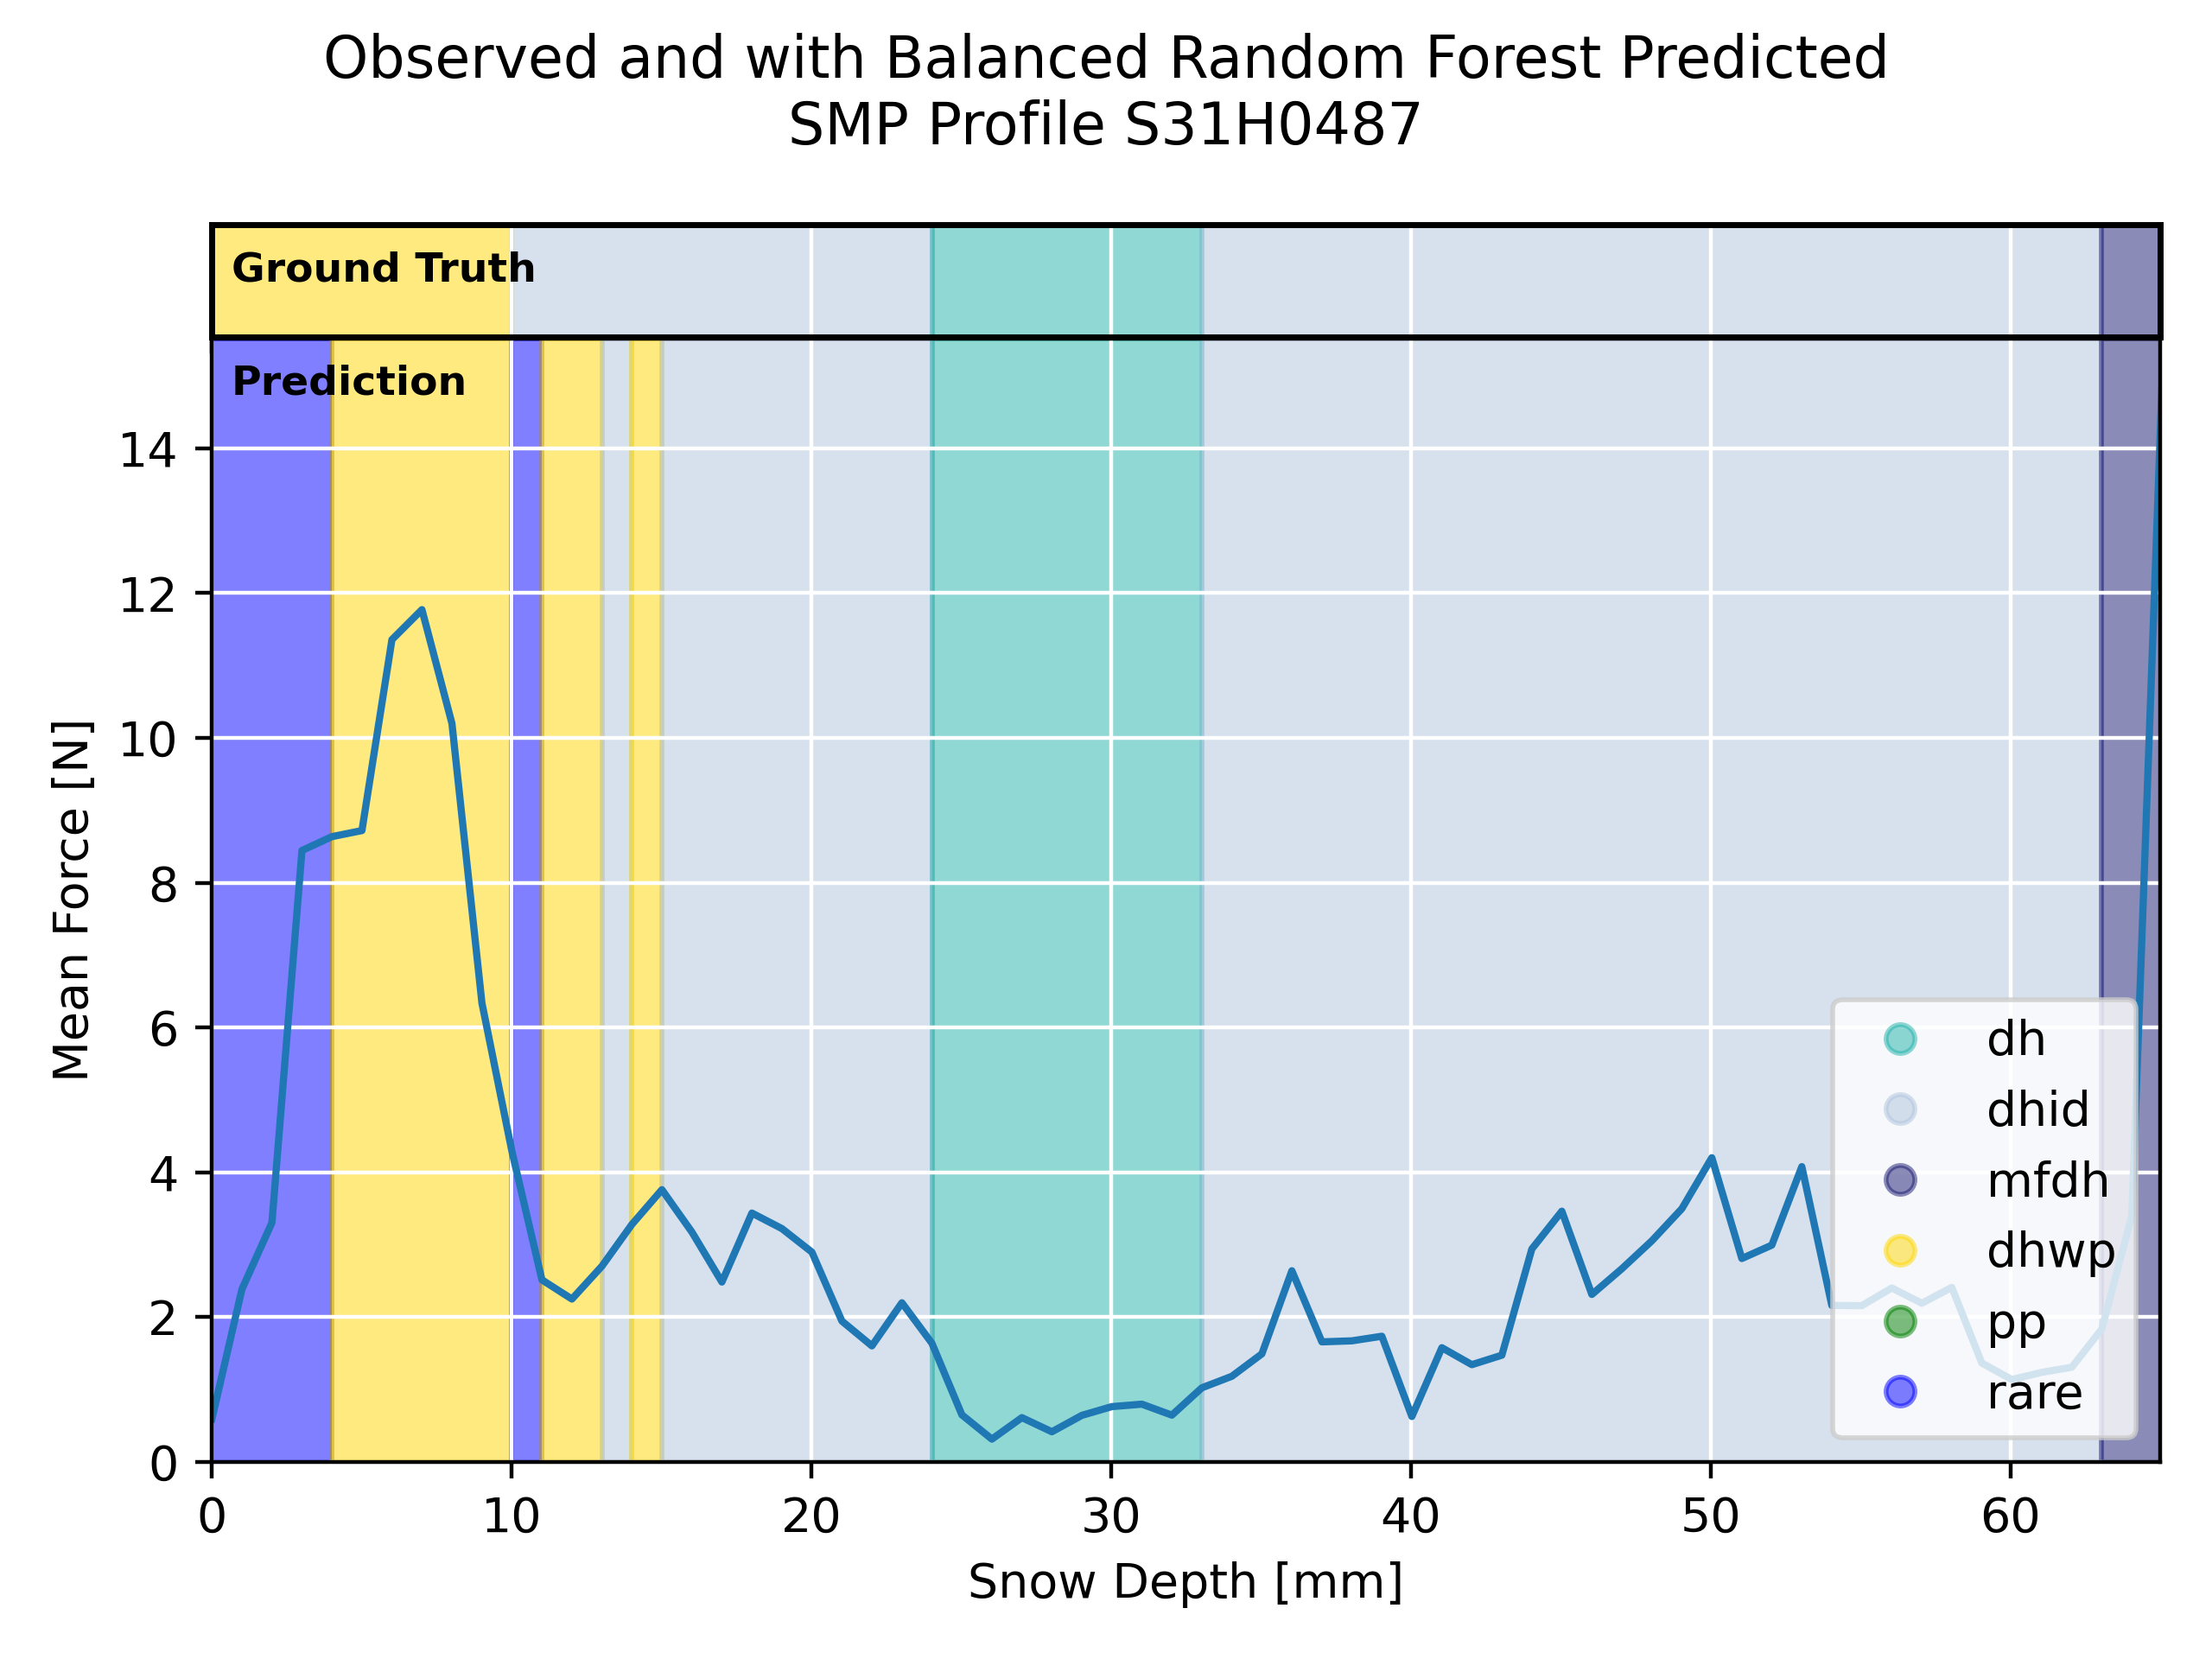 Observed and with Balanced Random Forest Predicted
SMP Profile S31H0487
Ground Truth
Prediction
14
12
10
8
6
4
2
0
Mean Force [N]
dh
dhid
mfdh
dhwp
pp
rare
0 10 20 30 40 50 60
Snow Depth [mm]